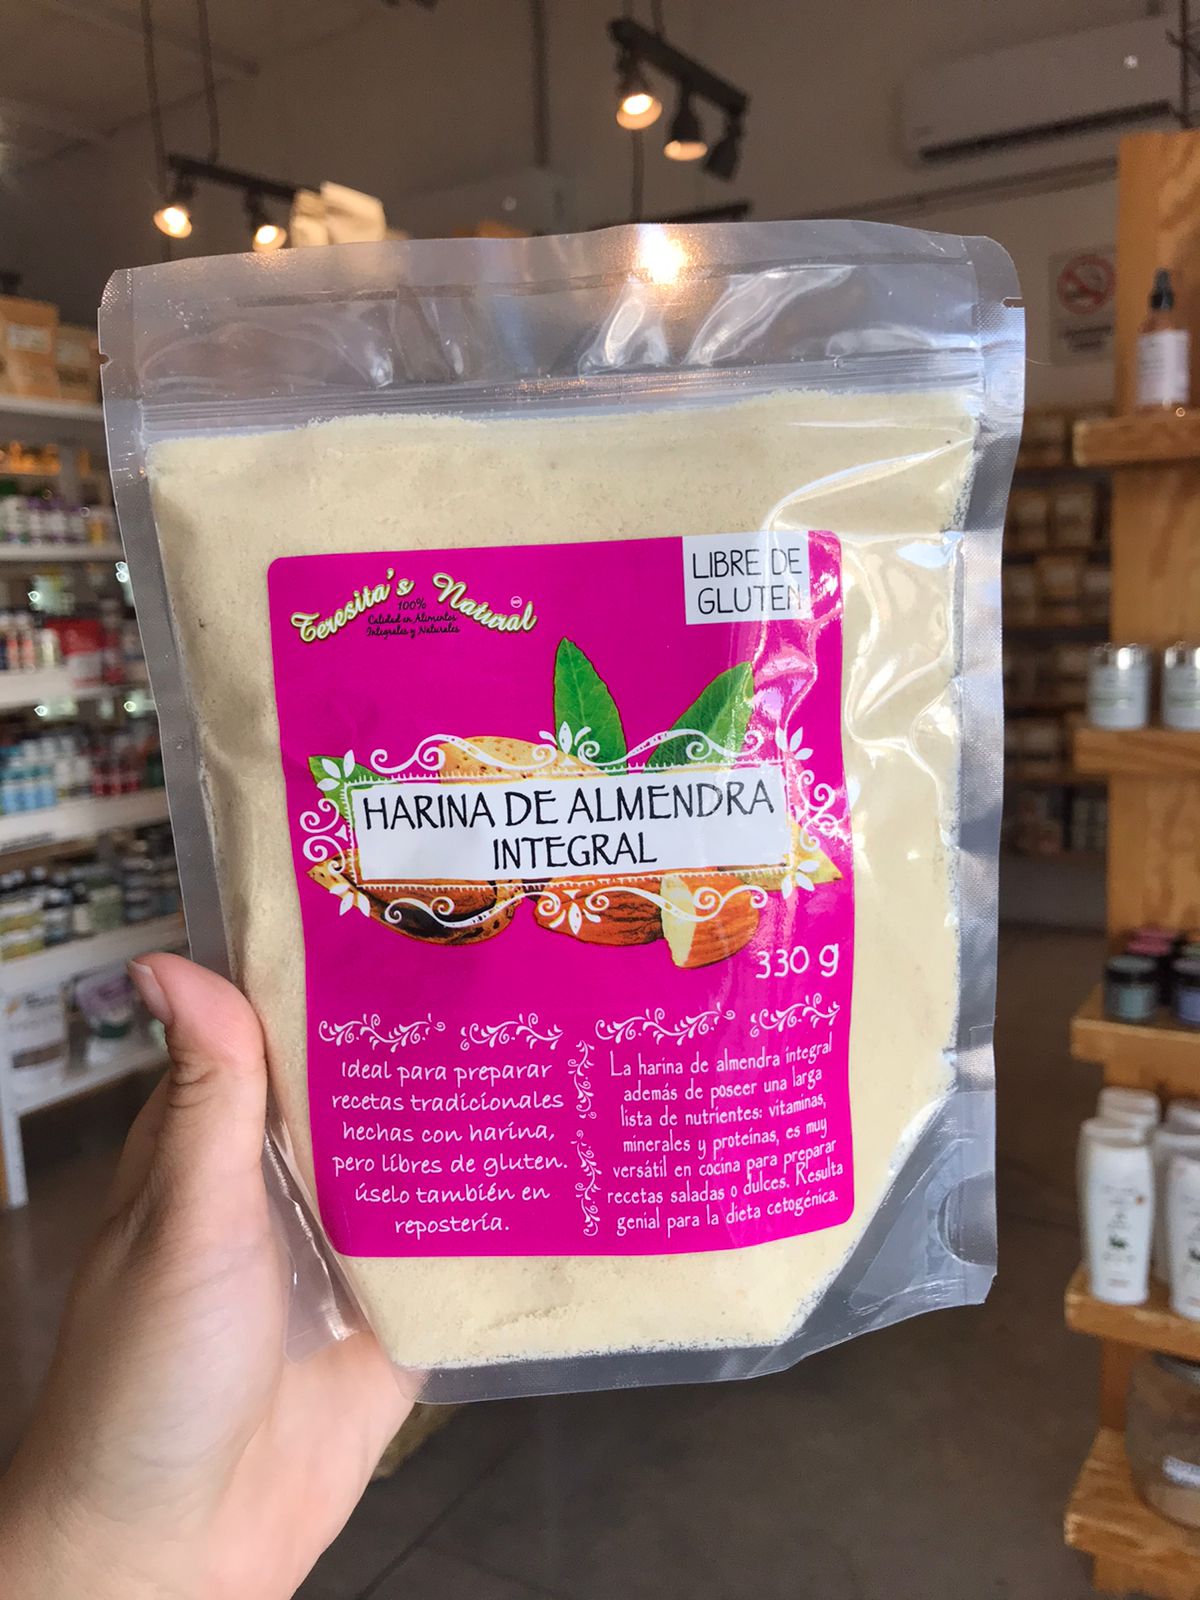 Teresita's Natural
100%
Calidad en Alimentos
Integrales y Naturales
LIBRE DE
GLUTEN
HARINA DE ALMENDRA
INTEGRAL
330 g
Ideal para preparar
recetas tradicionales
hechas con harina,
pero libres de gluten.
úselo también en
repostería.
La harina de almendra integral
además de poseer una larga
lista de nutrientes: vitaminas,
minerales y proteínas, es muy
versátil en cocina para preparar
recetas saladas o dulces. Resulta
genial para la dieta cetogénica.